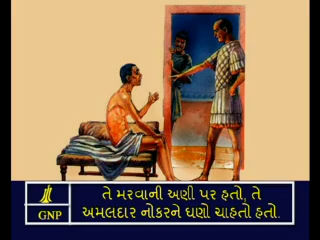 તે મરવાની અણી પર હતો, તે
અમલદાર નોકરને ઘણો ચાહતો હતો.
GNP